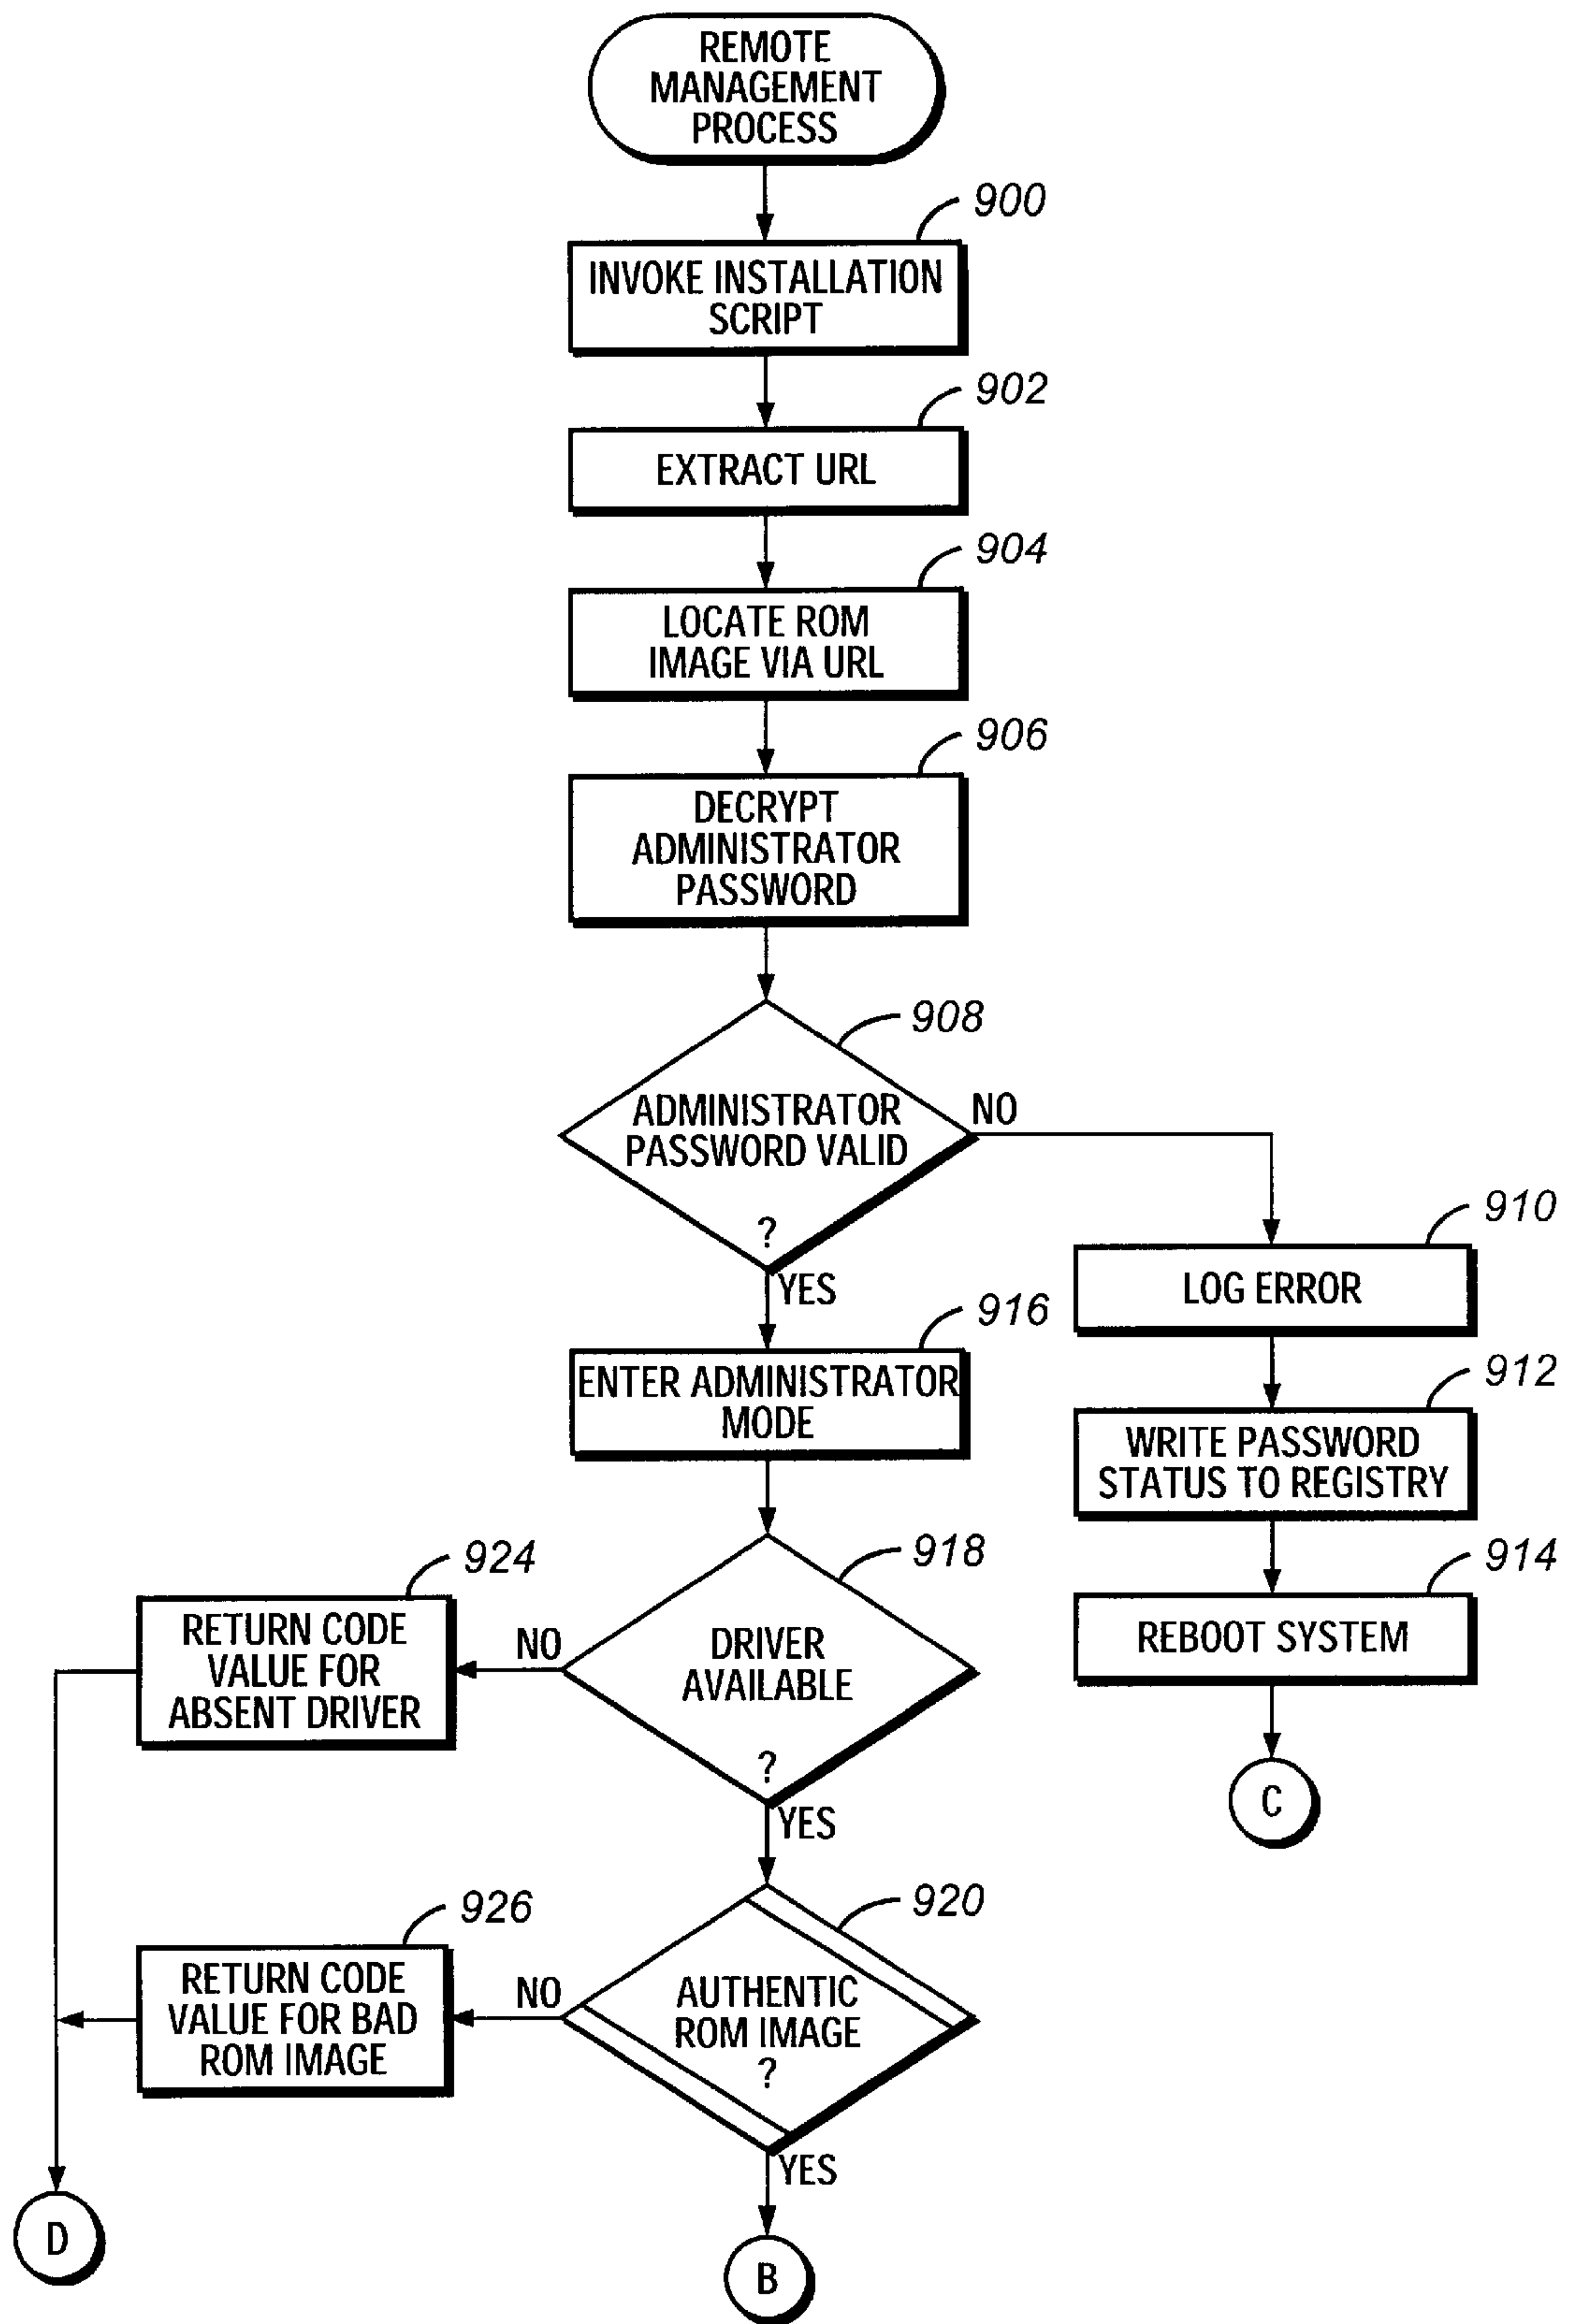 REMOTE
MANAGEMENT
PROCESS
900
INVOKE INSTALLATION
SCRIPT
902
EXTRACT URL
904
LOCATE ROM
IMAGE VIA URL
906
DECRYPT
ADMINISTRATOR
PASSWORD
908
ADMINISTRATOR
PASSWORD VALID
?
NO
YES
910
LOG ERROR
916
ENTER ADMINISTRATOR
MODE
912
WRITE PASSWORD
STATUS TO REGISTRY
914
REBOOT SYSTEM
C
918
DRIVER
AVAILABLE
?
NO
YES
924
RETURN CODE
VALUE FOR
ABSENT DRIVER
920
AUTHENTIC
ROM IMAGE
?
NO
YES
926
RETURN CODE
VALUE FOR BAD
ROM IMAGE
D
B